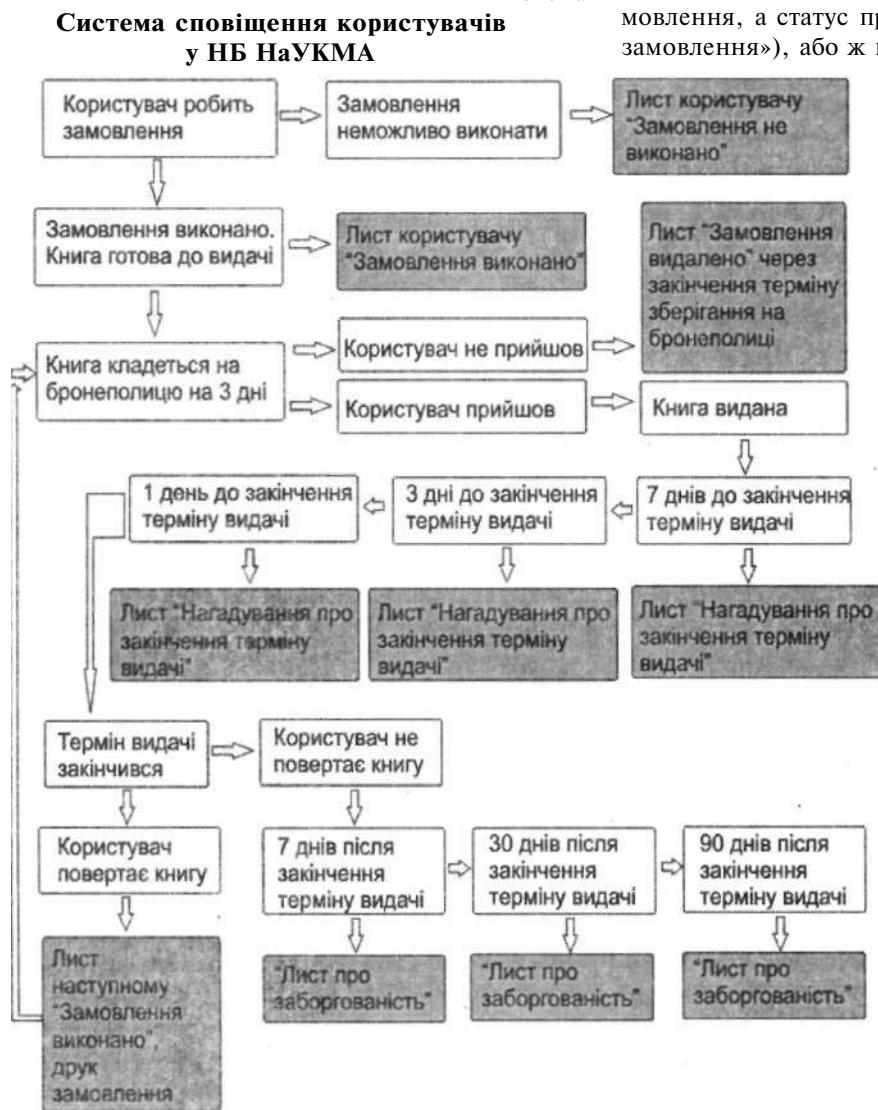 мовлення, а статус пр
замовлення»), або ж
Система сповіщення користувачів
у НБ НаУКМА
Користувач робить
замовлення
Замовлення
неможливо виконати
Лист користувачу
"Замовлення не
виконано"
Замовлення виконано.
Книга готова до видачі
Лист користувачу
"Замовлення виконано"
Лист "Замовлення
видалено" через
закінчення терміну
зберігання на
бронеполиці
Книга кладеться на
бронеполицю на 3 дні
Користувач не прийшов
Користувач прийшов
Книга видана
1 день до закінчення
терміну видачі
3 дні до закінчення
терміну видачі
7 днів до закінчення
терміну видачі
Лист "Нагадування про
закінчення терміну
видачі"
Лист "Нагадування про
закінчення терміну
видачі"
Лист "Нагадування про
закінчення терміну
видачі"
Термін видачі
закінчився
Користувач не
повертає книгу
Користувач
повертає книгу
7 днів після
закінчення
терміну видачі
30 днів після
закінчення
терміну видачі
90 днів після
закінчення
терміну видачі
Лист
наступному
"Замовлення
виконано",
друк
замовлення
"Лист про
заборгованість"
"Лист про
заборгованість"
"Лист про
заборгованість"